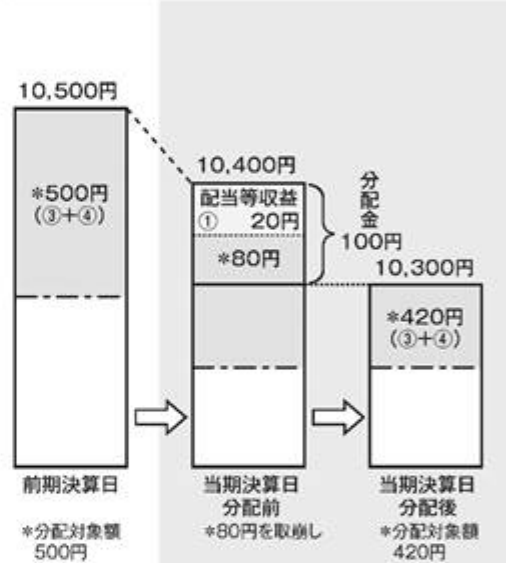 10,500円
*500円
(③+④)
前期決算日
*分配対象額
500円
10,400円
配当等収益
① 20円
*80円
分配金
100円
当期決算日
分配前
*80円を取崩し
10,300円
*420円
(③+④)
当期決算日
分配後
*分配対象額
420円